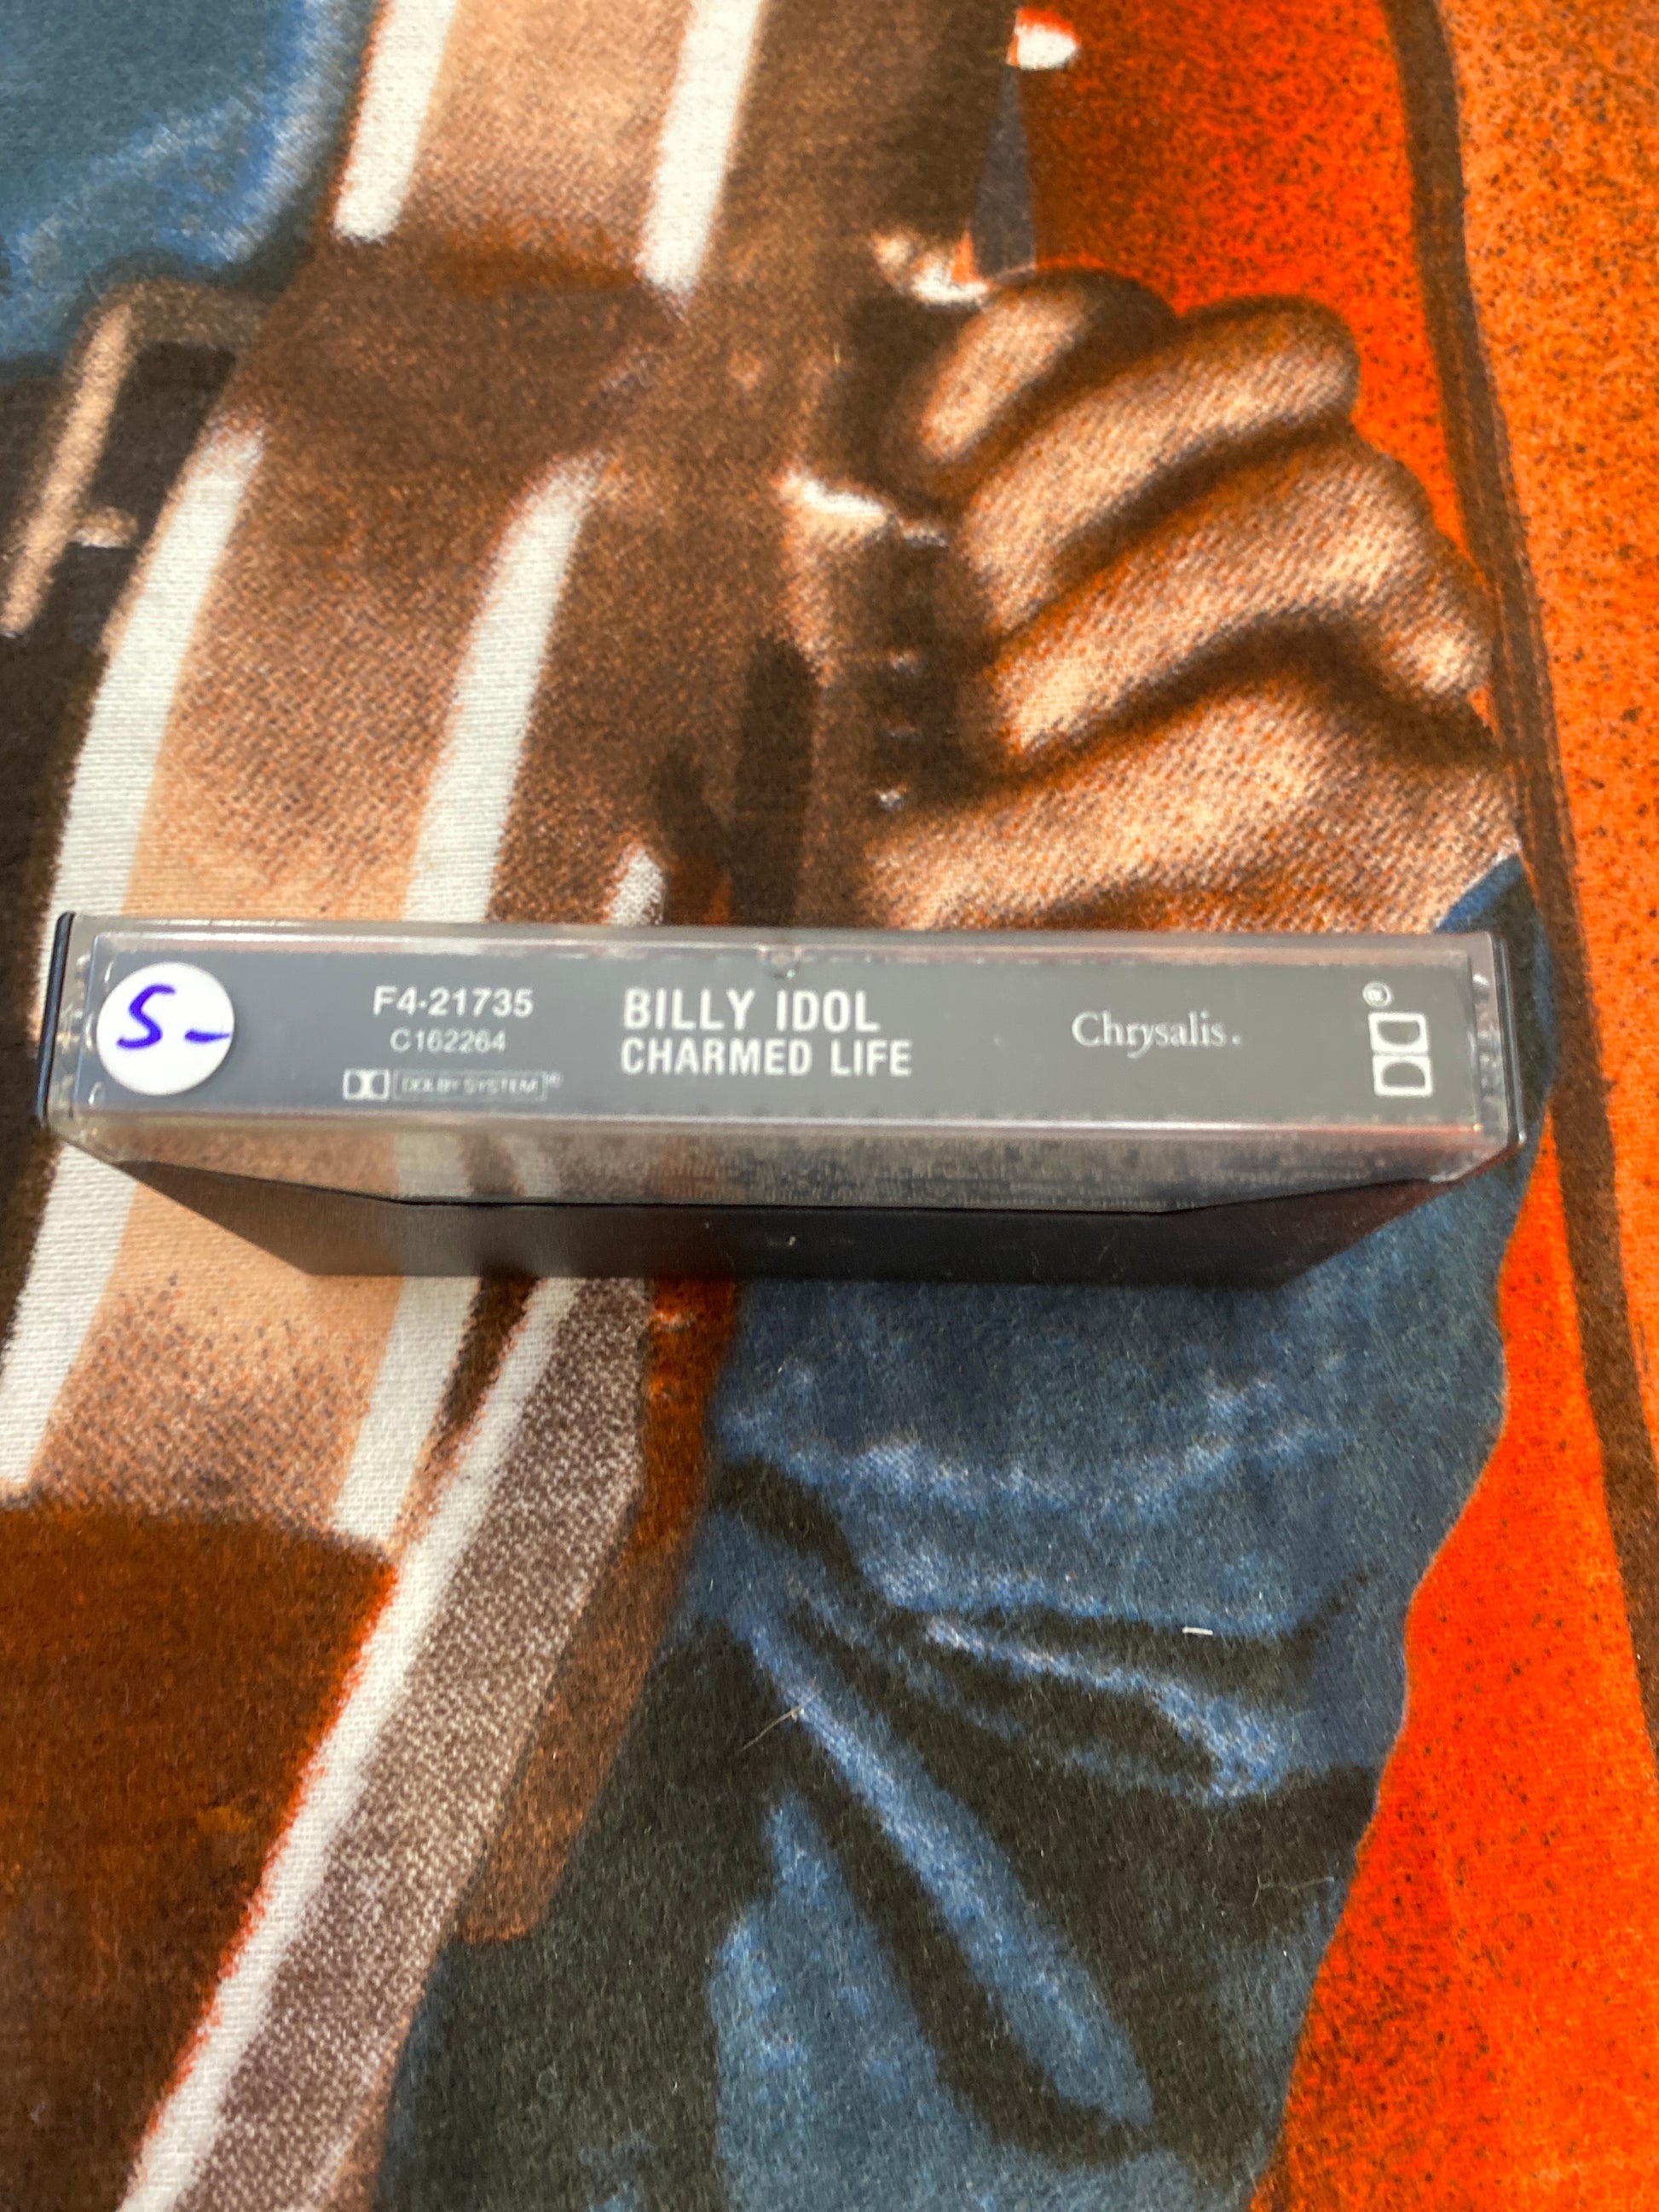 S-
F4-21735
C162264
DOLBY SYSTEM®
BILLY IDOL
CHARMED LIFE
Chrysalis.
®